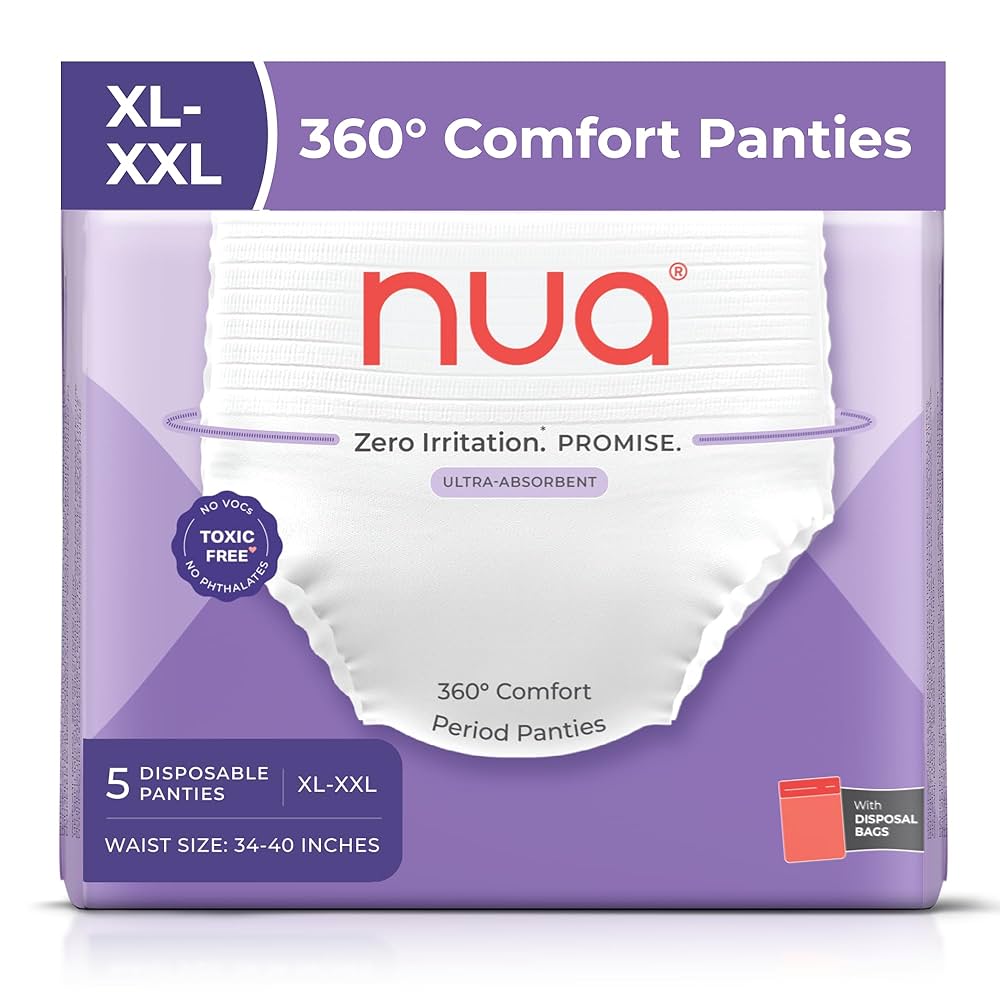 XL-
XXL
360° Comfort Panties
nua®
Zero Irritation.* PROMISE.
ULTRA-ABSORBENT
NO VOCs
TOXIC
FREE
NO PHTHALATES
360° Comfort
Period Panties
5 DISPOSABLE
PANTIES
XL-XXL
WAIST SIZE: 34-40 INCHES
With
DISPOSAL
BAGS